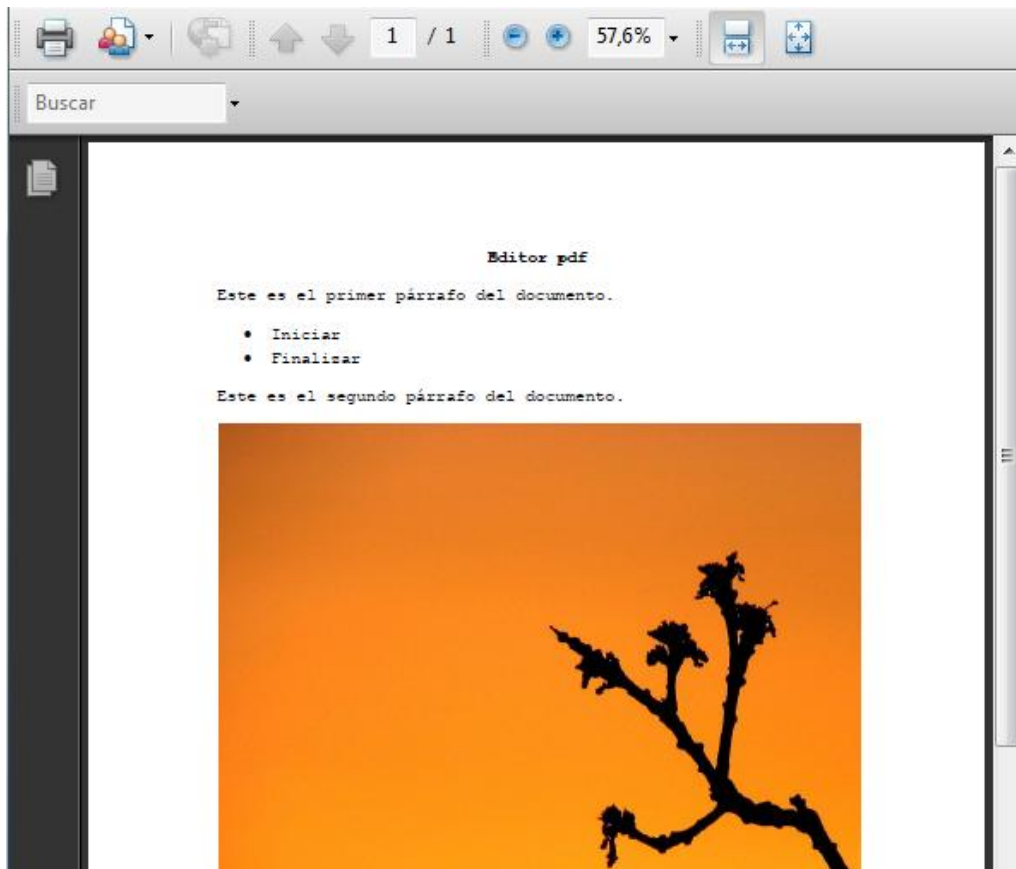 1 / 1 57,6%
Buscar
Editor pdf
Este es el primer párrafo del documento.
• Iniciar
• Finalizar
Este es el segundo párrafo del documento.